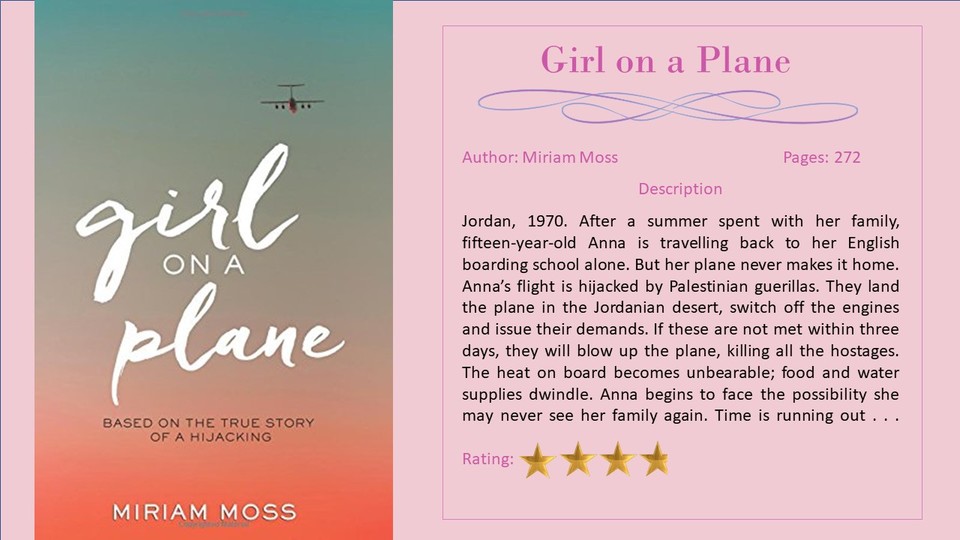 girl
ON A
plane
BASED ON THE TRUE STORY
OF A HIJACKING
MIRIAM MOSS
Girl on a Plane
Author: Miriam Moss
Pages: 272
Description
Jordan, 1970. After a summer spent with her family,
fifteen-year-old Anna is travelling back to her English
boarding school alone. But her plane never makes it home.
Anna’s flight is hijacked by Palestinian guerillas. They land
the plane in the Jordanian desert, switch off the engines
and issue their demands. If these are not met within three
days, they will blow up the plane, killing all the hostages.
The heat on board becomes unbearable; food and water
supplies dwindle. Anna begins to face the possibility she
may never see her family again. Time is running out . . .
Rating: